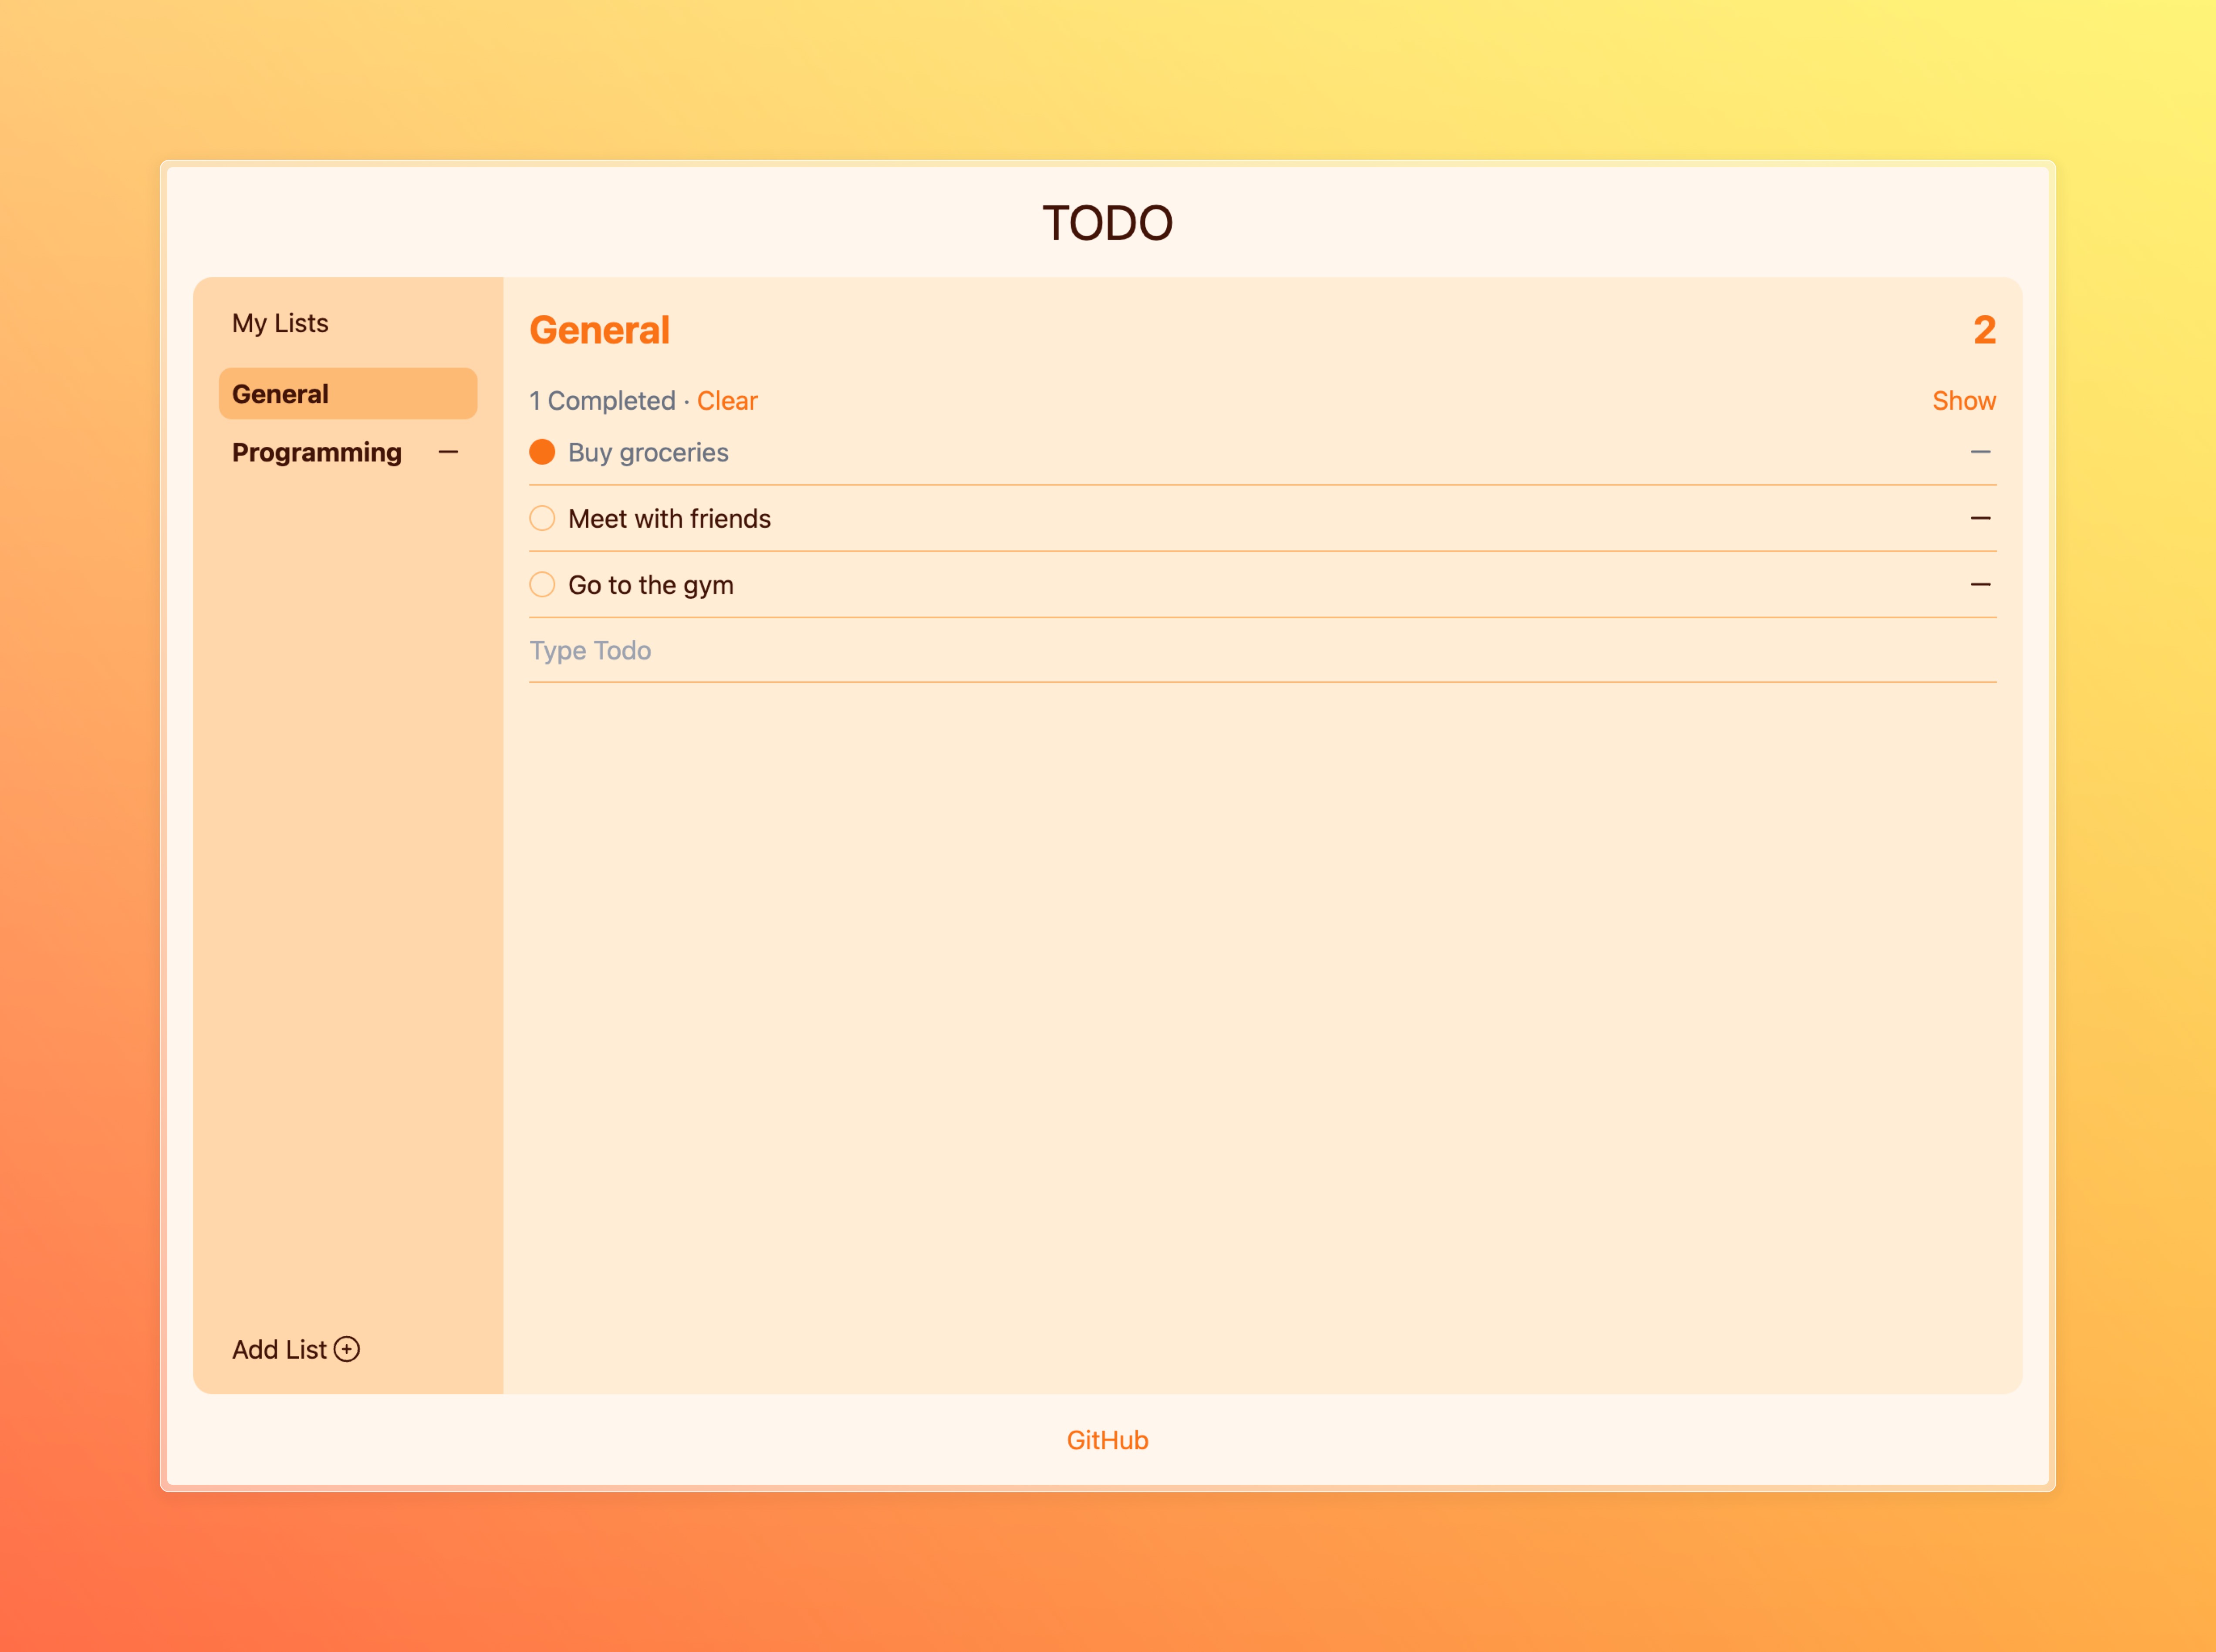 TODO
My Lists
General
Programming
Add List
General 2
1 Completed · Clear Show
Buy groceries
Meet with friends
Go to the gym
Type Todo
GitHub